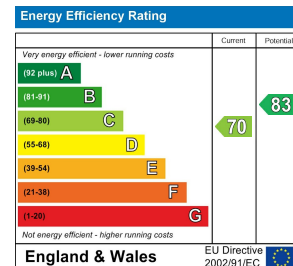 Energy Efficiency Rating
Current
Potential
Very energy efficient - lower running costs
(92 plus) A
(81-91) B
(69-80) C
(55-68) D
(39-54) E
(21-38) F
(1-20) G
70
83
Not energy efficient - higher running costs
England & Wales
EU Directive
2002/91/EC